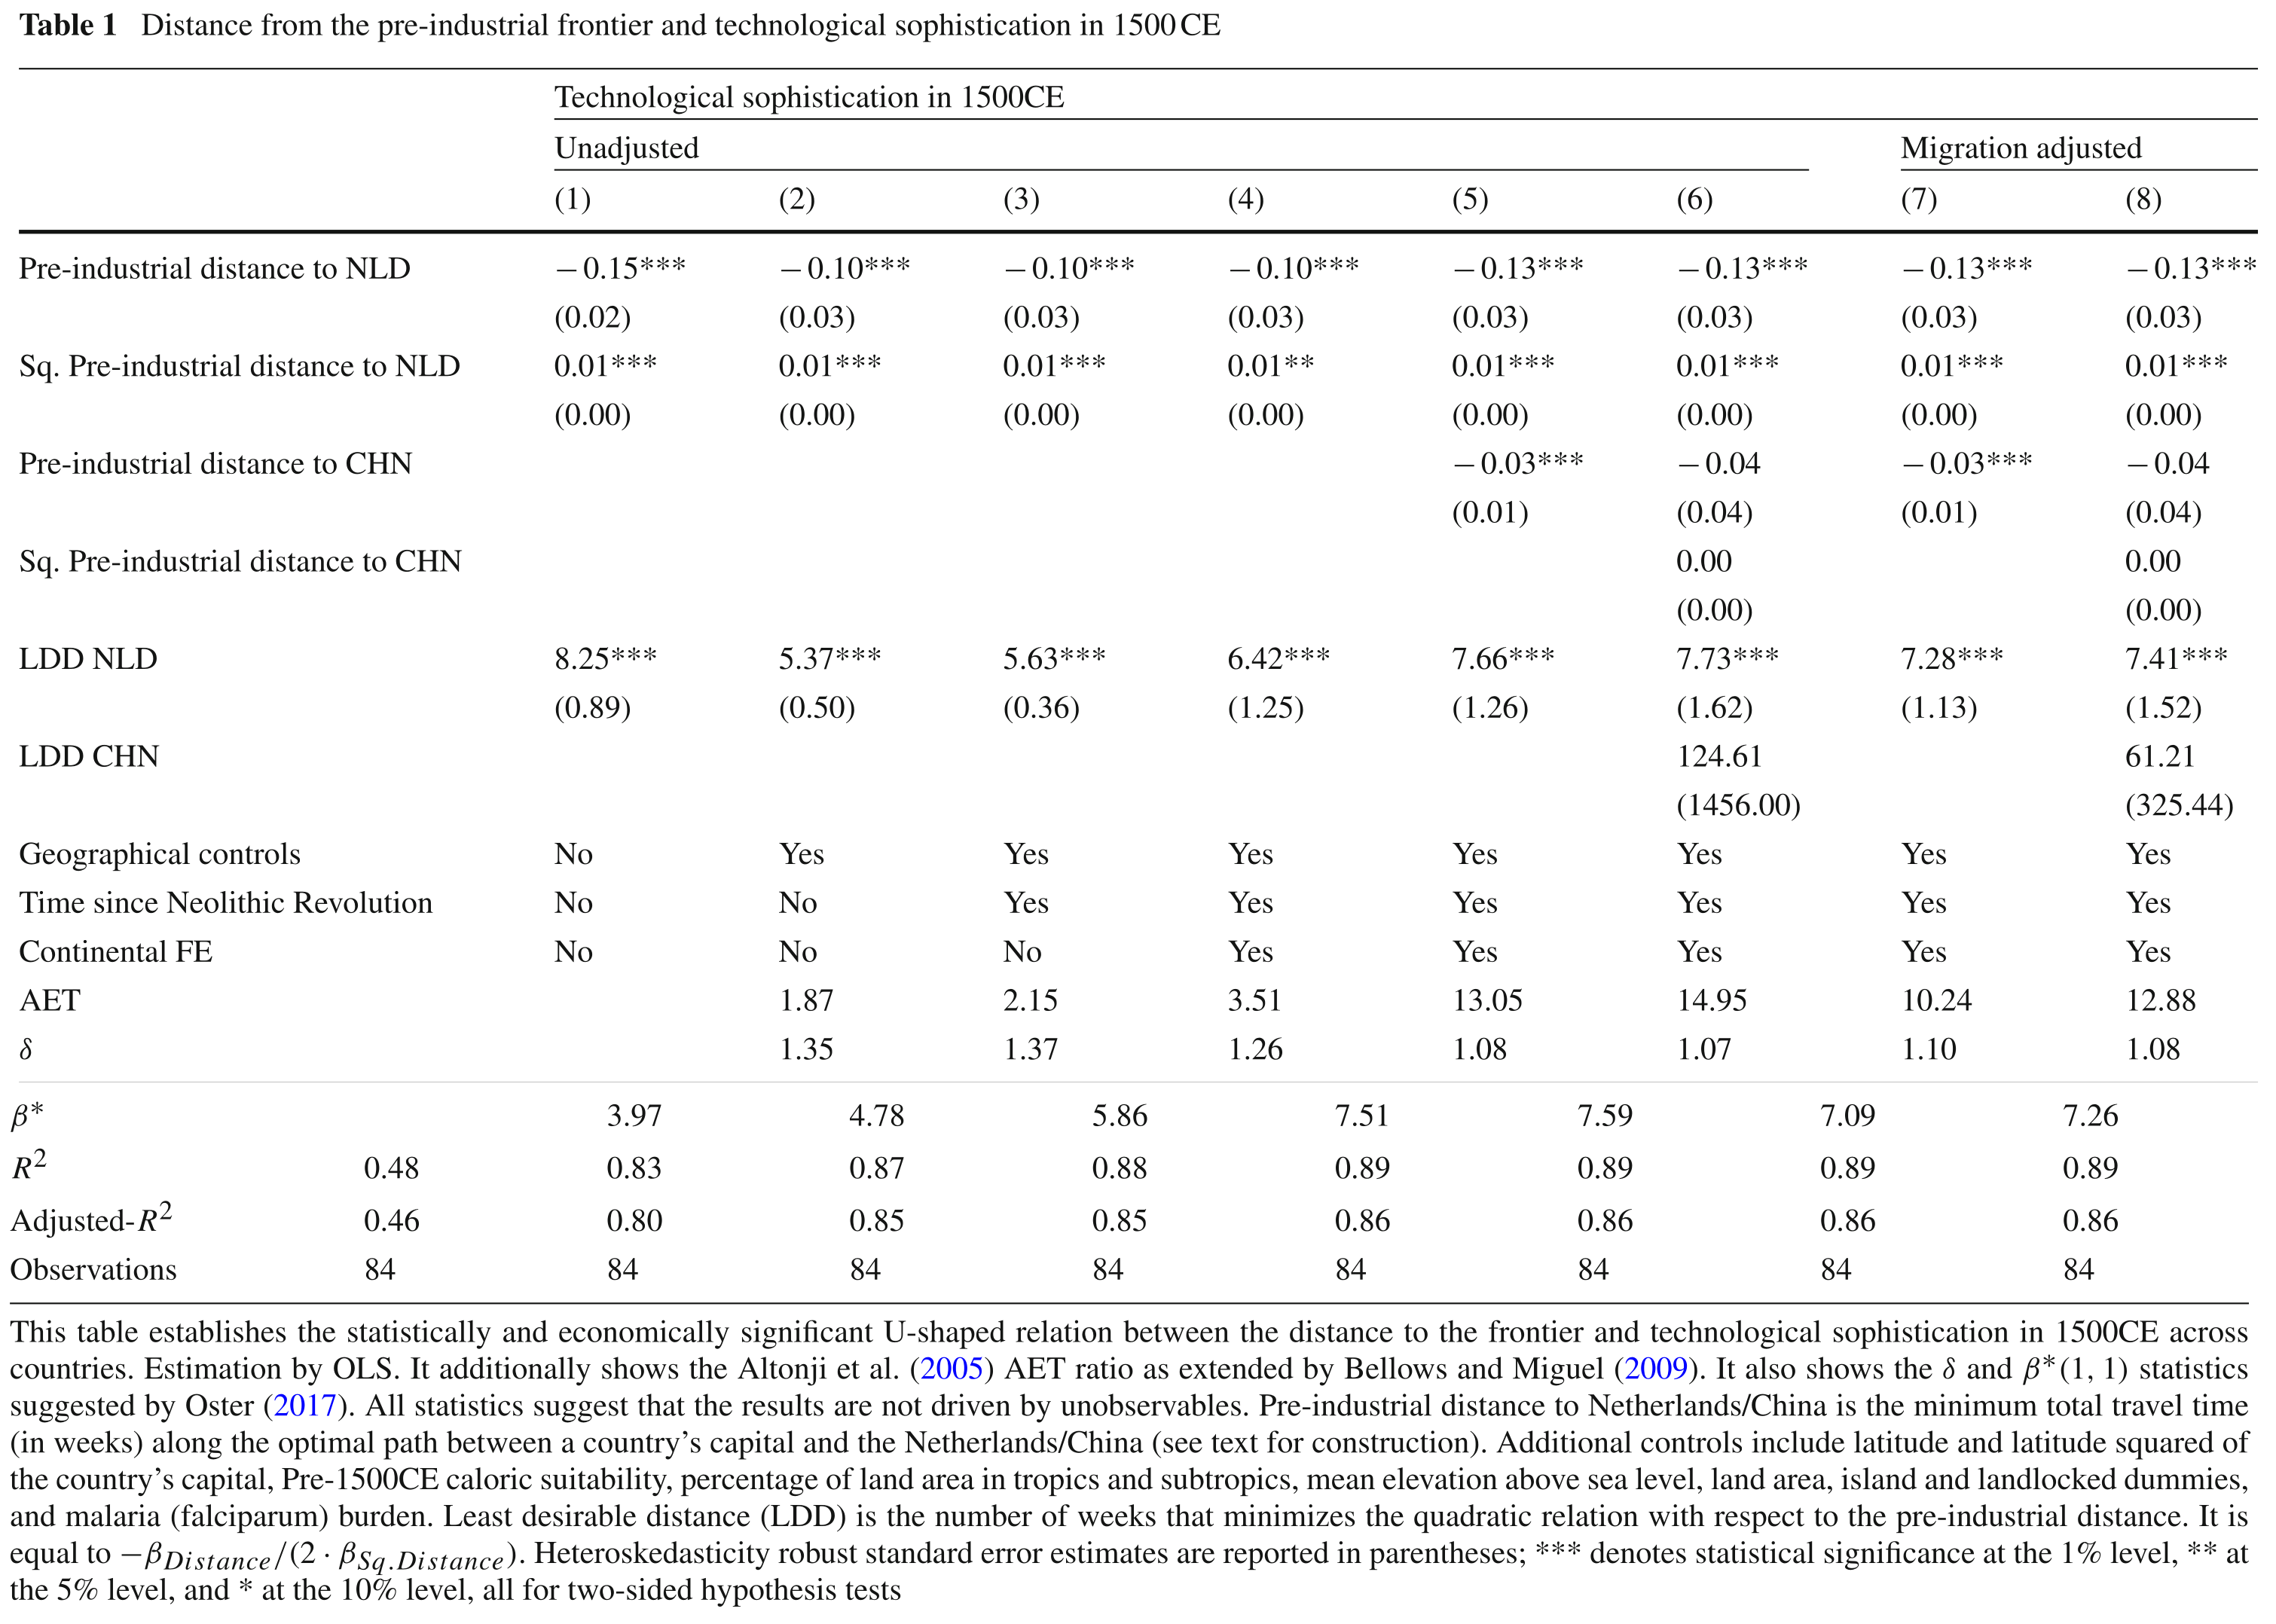 Table 1 Distance from the pre-industrial frontier and technological sophistication in 1500 CE
Technological sophistication in 1500CE
Unadjusted Migration adjusted
(1) (2) (3) (4) (5) (6) (7) (8)
Pre-industrial distance to NLD −0.15*** −0.10*** −0.10*** −0.10*** −0.13*** −0.13*** −0.13*** −0.13***
(0.02) (0.03) (0.03) (0.03) (0.03) (0.03) (0.03) (0.03)
Sq. Pre-industrial distance to NLD 0.01*** 0.01*** 0.01*** 0.01** 0.01*** 0.01*** 0.01*** 0.01***
(0.00) (0.00) (0.00) (0.00) (0.00) (0.00) (0.00) (0.00)
Pre-industrial distance to CHN −0.03*** −0.04 −0.03*** −0.04
(0.01) (0.04) (0.01) (0.04)
Sq. Pre-industrial distance to CHN 0.00 0.00
(0.00) (0.00)
LDD NLD 8.25*** 5.37*** 5.63*** 6.42*** 7.66*** 7.73*** 7.28*** 7.41***
(0.89) (0.50) (0.36) (1.25) (1.26) (1.62) (1.13) (1.52)
LDD CHN 124.61 61.21
(1456.00) (325.44)
Geographical controls No Yes Yes Yes Yes Yes Yes Yes
Time since Neolithic Revolution No No Yes Yes Yes Yes Yes Yes
Continental FE No No No Yes Yes Yes Yes Yes
AET 1.87 2.15 3.51 13.05 14.95 10.24 12.88
δ 1.35 1.37 1.26 1.08 1.07 1.10 1.08
β* 3.97 4.78 5.86 7.51 7.59 7.09 7.26
R² 0.48 0.83 0.87 0.88 0.89 0.89 0.89 0.89
Adjusted-R² 0.46 0.80 0.85 0.85 0.86 0.86 0.86 0.86
Observations 84 84 84 84 84 84 84 84
This table establishes the statistically and economically significant U-shaped relation between the distance to the frontier and technological sophistication in 1500CE across
countries. Estimation by OLS. It additionally shows the Altonji et al. (2005) AET ratio as extended by Bellows and Miguel (2009). It also shows the δ and β*(1, 1) statistics
suggested by Oster (2017). All statistics suggest that the results are not driven by unobservables. Pre-industrial distance to Netherlands/China is the minimum total travel time
(in weeks) along the optimal path between a country's capital and the Netherlands/China (see text for construction). Additional controls include latitude and latitude squared of
the country's capital, Pre-1500CE caloric suitability, percentage of land area in tropics and subtropics, mean elevation above sea level, land area, island and landlocked dummies,
and malaria (falciparum) burden. Least desirable distance (LDD) is the number of weeks that minimizes the quadratic relation with respect to the pre-industrial distance. It is
equal to −β_Distance/(2 · β_Sq.Distance). Heteroskedasticity robust standard error estimates are reported in parentheses; *** denotes statistical significance at the 1% level, ** at
the 5% level, and * at the 10% level, all for two-sided hypothesis tests